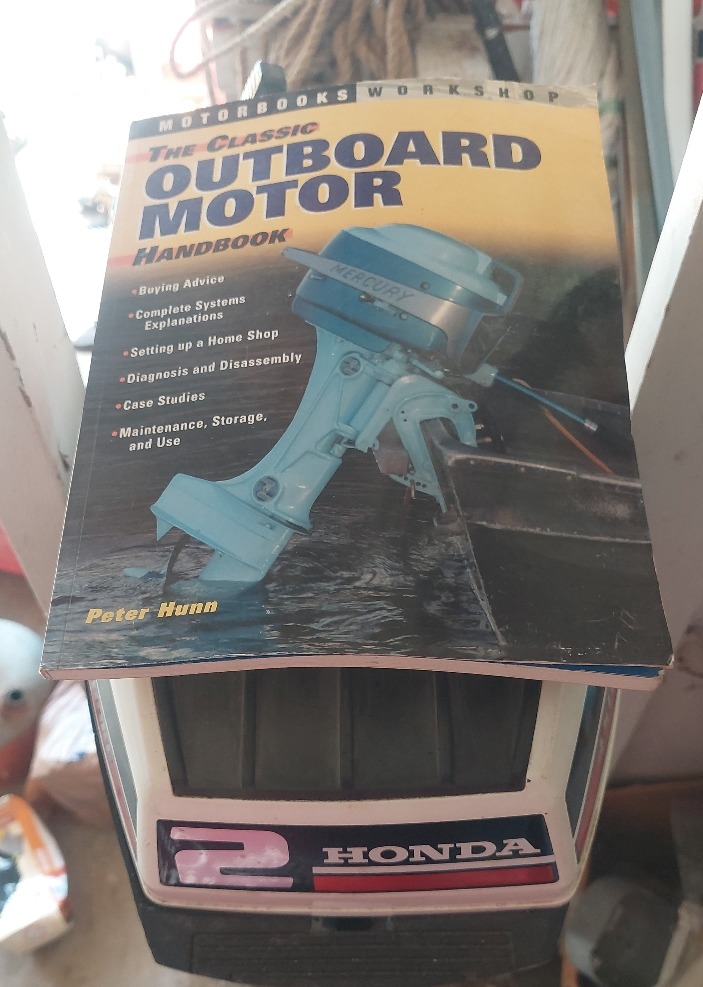 MOTORBOOKS WORKSHOP
THE CLASSIC
OUTBOARD
MOTOR
HANDBOOK
•Buying Advice
•Complete Systems
Explanations
•Setting up a Home Shop
•Diagnosis and Disassembly
•Case Studies
•Maintenance, Storage,
and Use
MERCURY
Peter Hunn
2 HONDA